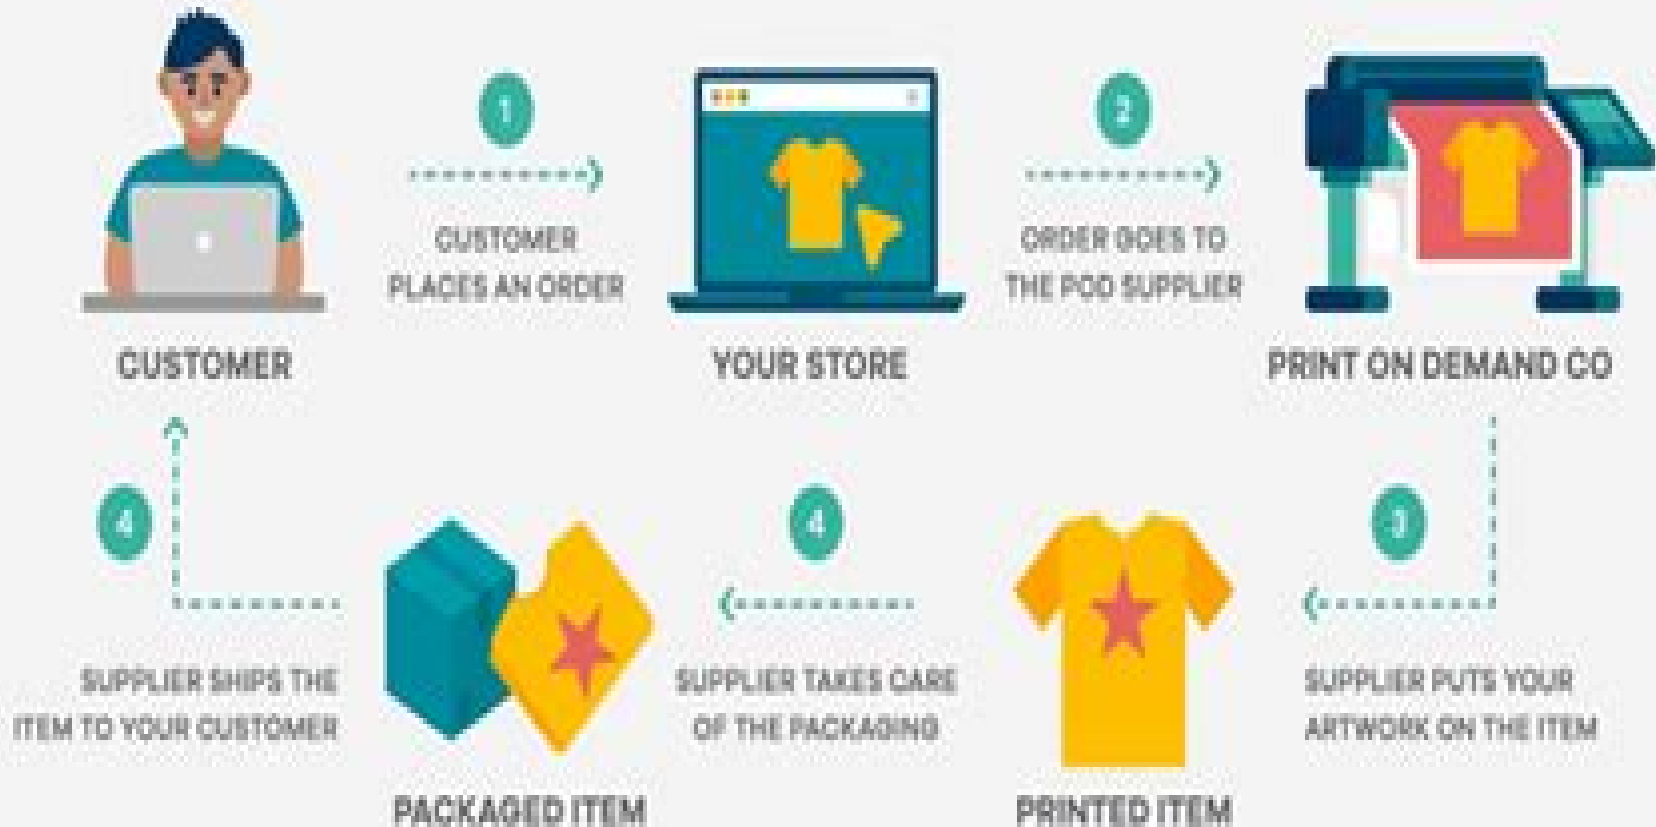 1
CUSTOMER
PLACES AN ORDER
2
ORDER GOES TO
THE POD SUPPLIER
CUSTOMER
YOUR STORE
PRINT ON DEMAND CO
4
4
3
SUPPLIER SHIPS THE
ITEM TO YOUR CUSTOMER
SUPPLIER TAKES CARE
OF THE PACKAGING
SUPPLIER PUTS YOUR
ARTWORK ON THE ITEM
PACKAGED ITEM
PRINTED ITEM